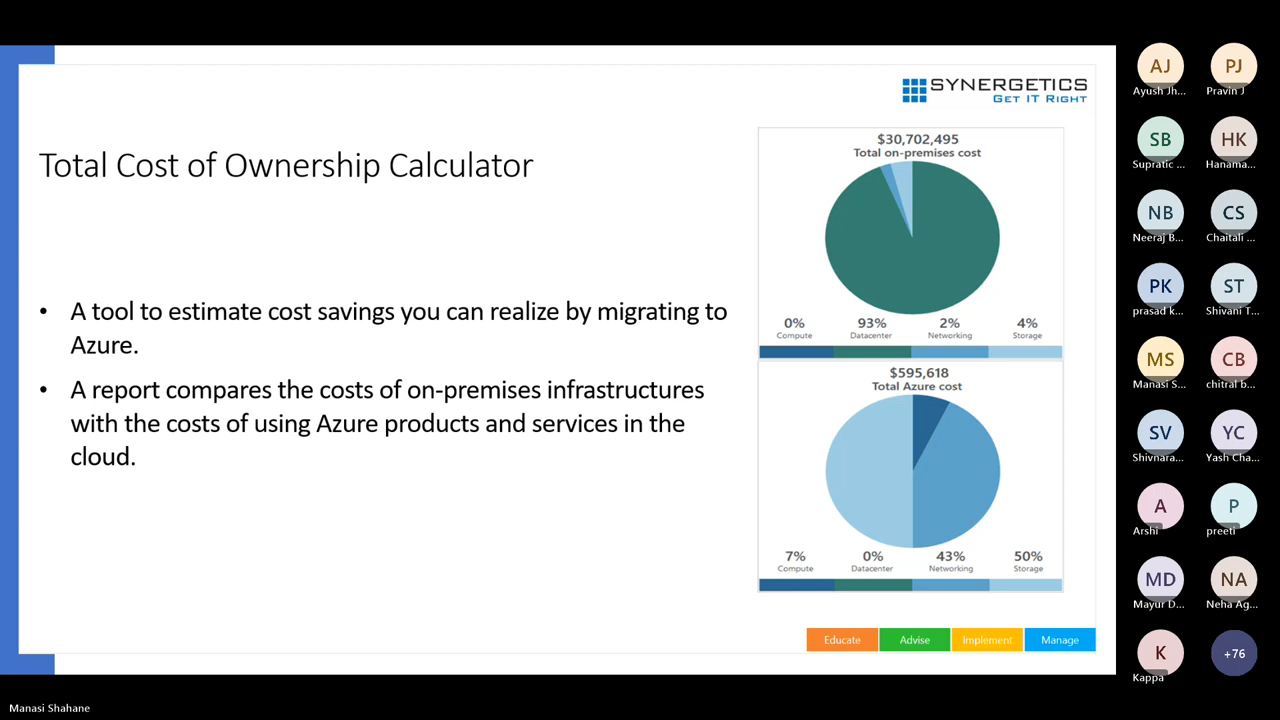 SYNERGETICS
GET IT RIGHT
Total Cost of Ownership Calculator
• A tool to estimate cost savings you can realize by migrating to
Azure.
• A report compares the costs of on-premises infrastructures
with the costs of using Azure products and services in the
cloud.
$30,702,495
Total on-premises cost
0% 93% 2% 4%
Compute Datacenter Networking Storage
$595,618
Total Azure cost
7% 0% 43% 50%
Compute Datacenter Networking Storage
Educate Advise Implement Manage
AJ PJ
Ayush Jh... Pravin J
SB HK
Supratic ... Hanama...
NB CS
Neeraj B... Chaitali ...
PK ST
prasad k... Shivani T...
MS CB
Manasi S... chitral b...
SV YC
Shivnara... Yash Cha...
A P
Arshi preeti
MD NA
Mayur D... Neha Ag...
K +76
Kappa
Manasi Shahane